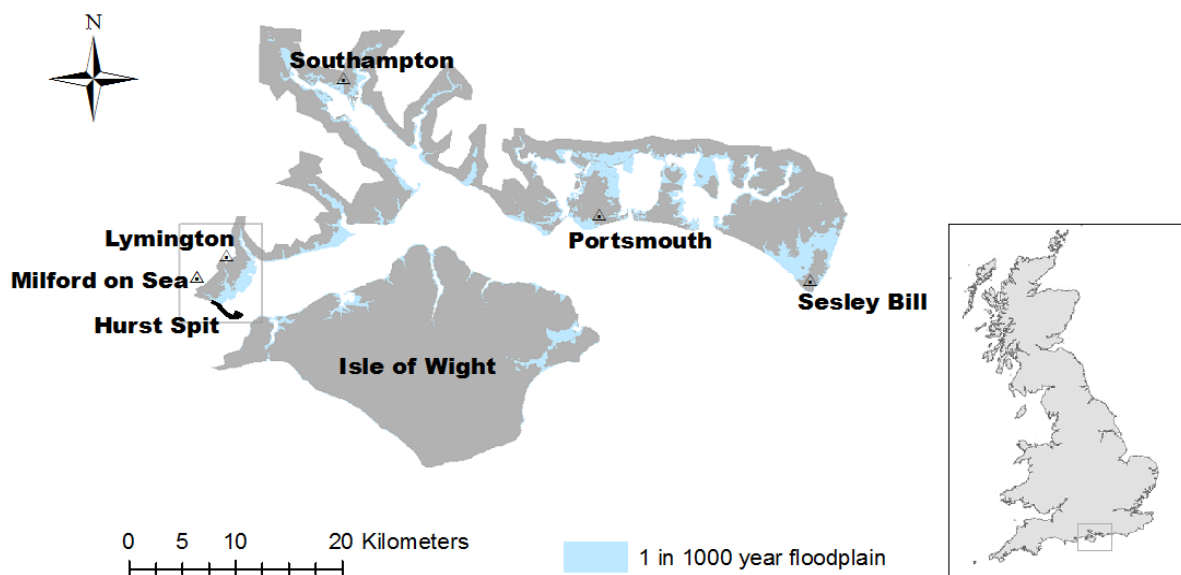 N
Southampton
Lymington
Portsmouth
Milford on Sea
Sesley Bill
Hurst Spit
Isle of Wight
0 5 10 20 Kilometers
1 in 1000 year floodplain